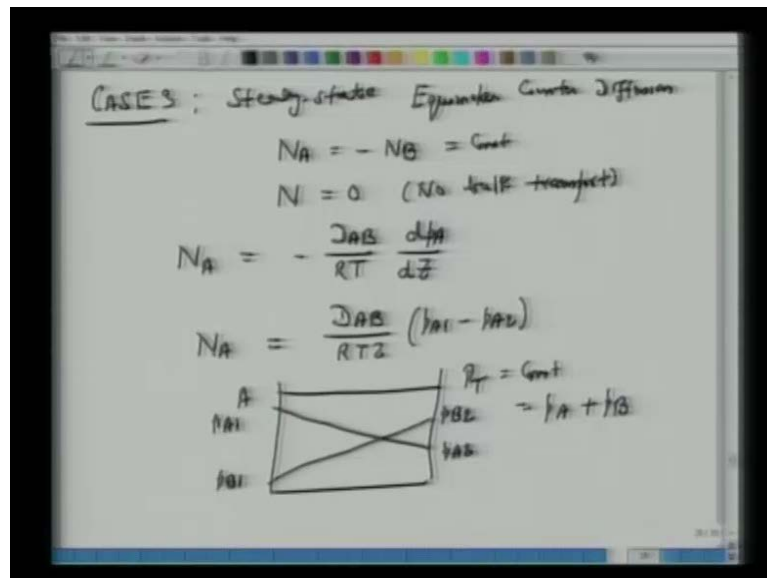 CASE 3 : Steady-state Equimolar Counter Diffusion
NA = - NB = Const
N = 0 (No bulk transport)
NA = - DAB/RT dpA/dz
NA = DAB/RTZ (pA1 - pA2)
A
PT = Const
pA1
pB2 = pA + pB
pA2
pB1